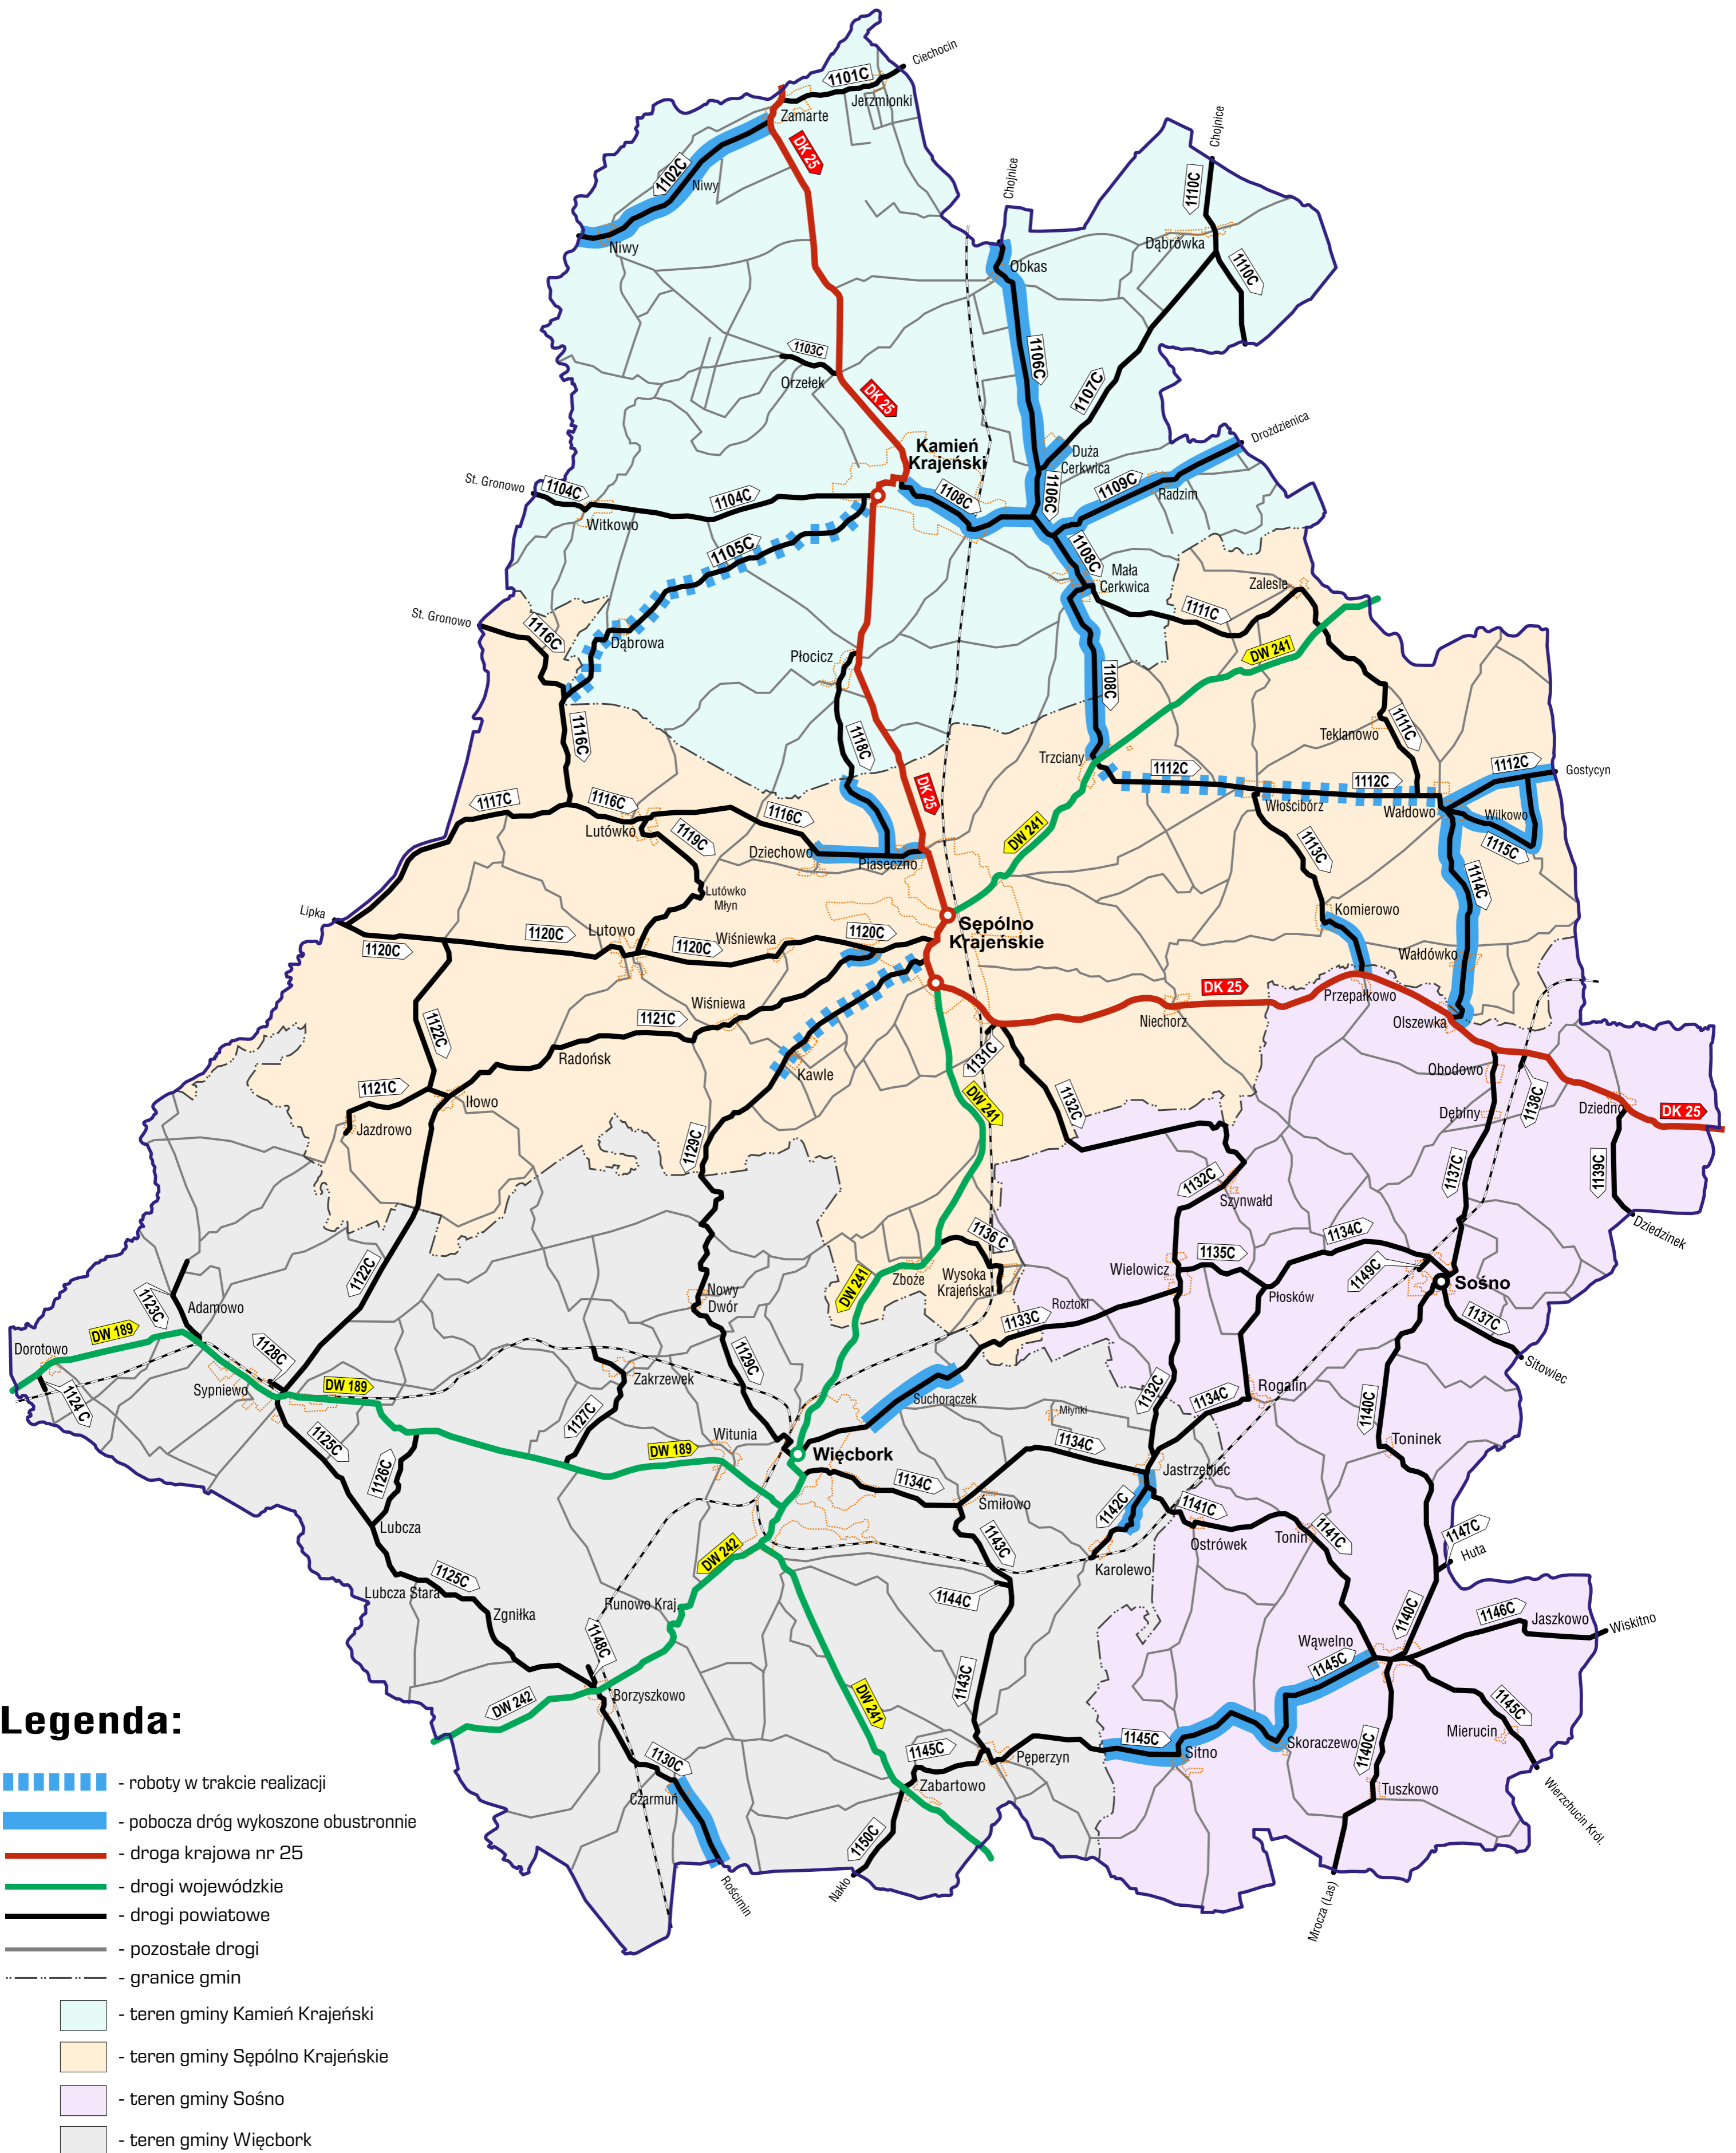 Ciechocin
1101C
Jerzmionki
Zamarte
DK 25
1102C
Niwy
Niwy
Chojnice
Chojnice
1110C
Dąbrówka
1110C
Obkas
1106C
1103C
Orzełek
DK 25
1107C
Kamień
Krajeński
Duża
Cerkwica
Drożdzienica
St. Gronowo
1104C
1104C
Witkowo
1108C
1106C
1109C
Radzim
1105C
1108C
Mała
Cerkwica
Zalesie
St. Gronowo
1116C
Dąbrowa
1111C
DW 241
Płocicz
1108C
1116C
1118C
Teklanowo
1111C
Trzciany
1112C
1112C
1112C
Gostycyn
DK 25
1117C
1116C
1116C
Lutówko
1119C
Dziechowo
Piaseczno
DW 241
Włościbórz
Wałdowo
Wilkowo
1115C
1113C
1114C
Lutówko
Młyn
Lipka
1120C
1120C
Lutowo
1120C
Wiśniewka
1120C
Sępólno
Krajeńskie
Komierowo
Wałdówko
Wiśniewa
1121C
DK 25
Niechorz
Przepałkowo
Olszewka
1122C
Radońsk
Kawle
1131C
1121C
Iłowo
Jazdrowo
DW 241
1132C
Obodowo
1138C
Dębiny
Dziedno
DK 25
1129C
1132C
Szynwałd
1137C
1139C
Dziedzinek
1136 C
1134C
1122C
Zboże
Wysoka
Krajeńska
1135C
Wielowicz
Płosków
1149C
Sośno
1123C
Adamowo
Nowy
Dwór
DW 241
Roztoki
1133C
1137C
Sitowiec
DW 189
Dorotowo
1128C
1129C
1124 C
Sypniewo
DW 189
Zakrzewek
Suchorączek
1132C
1134C
Rogalin
Młynki
1140C
1127C
1125C
Witunia
DW 189
Więcbork
1134C
Toninek
1126C
1134C
Śmiłowo
Jastrzębiec
1142C
1141C
Ostrówek
Tonin
1141C
1147C
Huta
Lubcza
DW 242
1143C
Karolewo
1125C
Lubcza Stara
Zgniłka
Runowo Kraj.
1144C
1140C
1146C
Jaszkowo
Wiskitno
1148C
Wąwelno
1145C
1143C
Borzyszkowo
DW 242
DW 241
1145C
Mierucin
1130C
1145C
Pęperzyn
1145C
Sitno
Skoraczewo
1140C
Czarmuń
Zabartowo
Tuszkowo
Wierzchucin Król.
1150C
Rościmin
Nakło
Mrocza (Las)
Legenda:
- roboty w trakcie realizacji
- pobocza dróg wykoszone obustronnie
- droga krajowa nr 25
- drogi wojewódzkie
- drogi powiatowe
- pozostałe drogi
- granice gmin
- teren gminy Kamień Krajeński
- teren gminy Sępólno Krajeńskie
- teren gminy Sośno
- teren gminy Więcbork